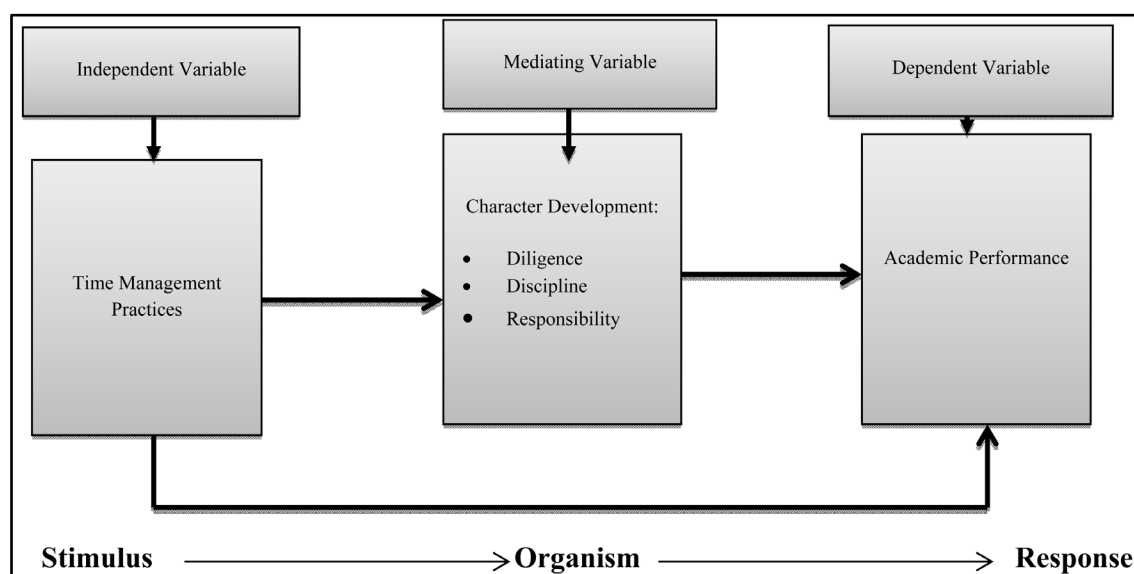 Independent Variable
Mediating Variable
Dependent Variable
Time Management
Practices
Character Development:
• Diligence
• Discipline
• Responsibility
Academic Performance
Stimulus
Organism
Response